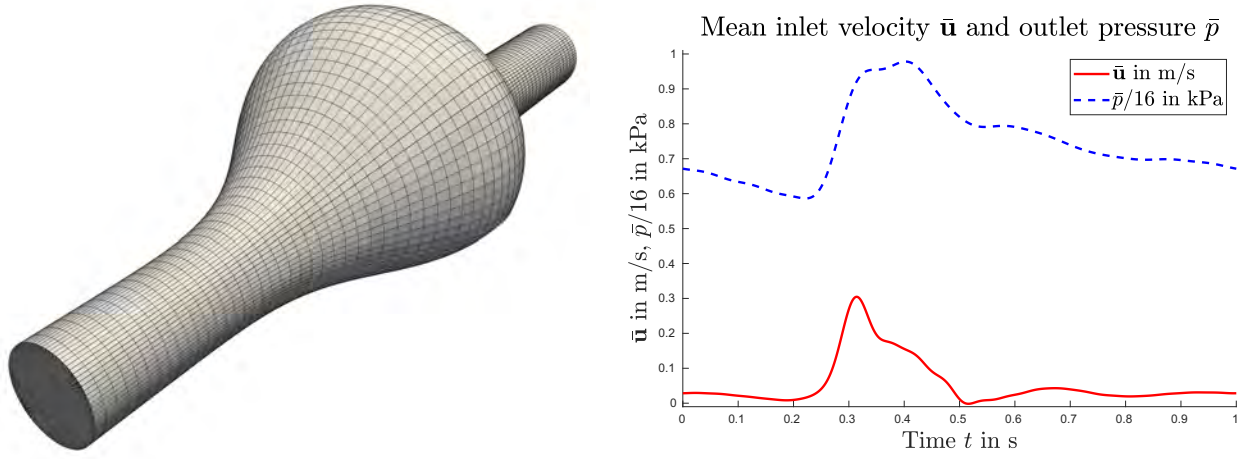 Mean inlet velocity ū and outlet pressure p̄
ū in m/s
p̄/16 in kPa
ū in m/s, p̄/16 in kPa
1
0.9
0.8
0.7
0.6
0.5
0.4
0.3
0.2
0.1
0
0 0.1 0.2 0.3 0.4 0.5 0.6 0.7 0.8 0.9 1
Time t in s